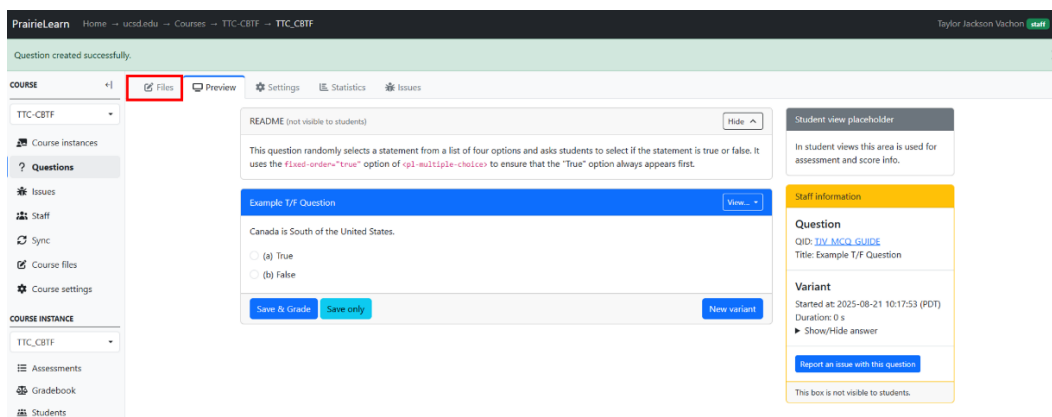 PrairieLearn Home → ucsd.edu → Courses → TTC-CBTF → TTC_CBTF Taylor Jackson Vachon staff
Question created successfully.
COURSE
TTC-CBTF
Course instances
? Questions
Issues
Staff
Sync
Course files
Course settings
COURSE INSTANCE
TTC_CBTF
Assessments
Gradebook
Students
Files Preview Settings Statistics Issues
README (not visible to students) Hide
This question randomly selects a statement from a list of four options and asks students to select if the statement is true or false. It
uses the fixed-order="true" option of <pl-multiple-choice> to ensure that the "True" option always appears first.
Example T/F Question View...
Canada is South of the United States.
(a) True
(b) False
Save & Grade Save only New variant
Student view placeholder
In student views this area is used for
assessment and score info.
Staff information
Question
QID: TJV_MCQ_GUIDE
Title: Example T/F Question
Variant
Started at: 2025-08-21 10:17:53 (PDT)
Duration: 0 s
Show/Hide answer
Report an issue with this question
This box is not visible to students.